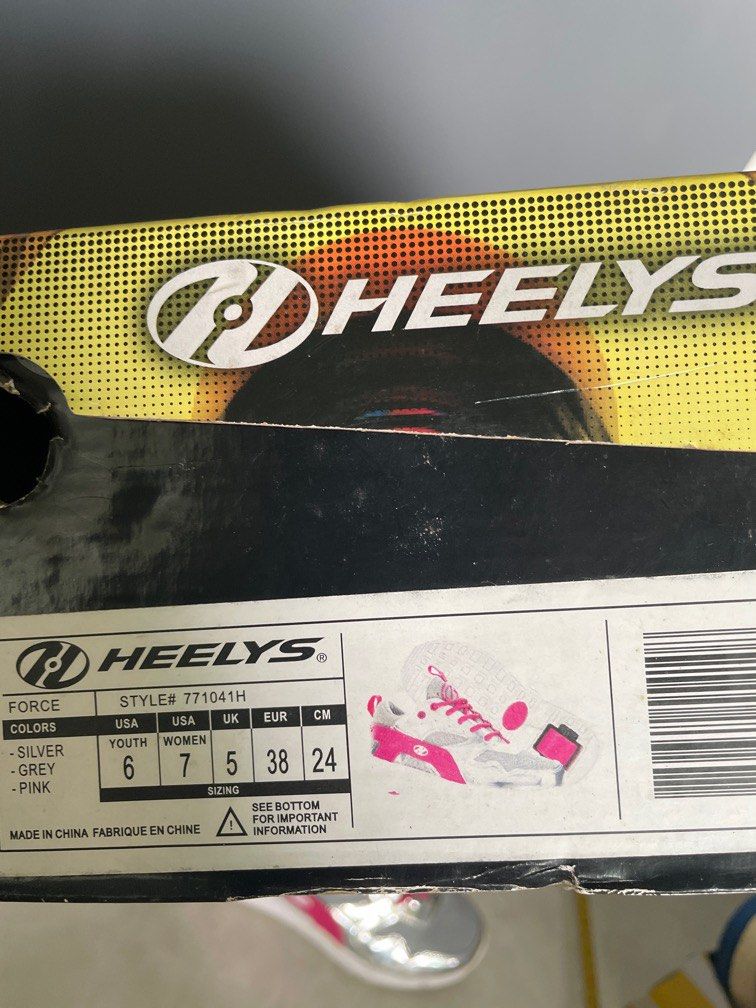 HEELYS
HEELYS®
FORCE
STYLE# 771041H
COLORS
USA USA UK EUR CM
- SILVER
- GREY
- PINK
YOUTH WOMEN
6 7 5 38 24
SIZING
MADE IN CHINA FABRIQUE EN CHINE
SEE BOTTOM
FOR IMPORTANT
INFORMATION